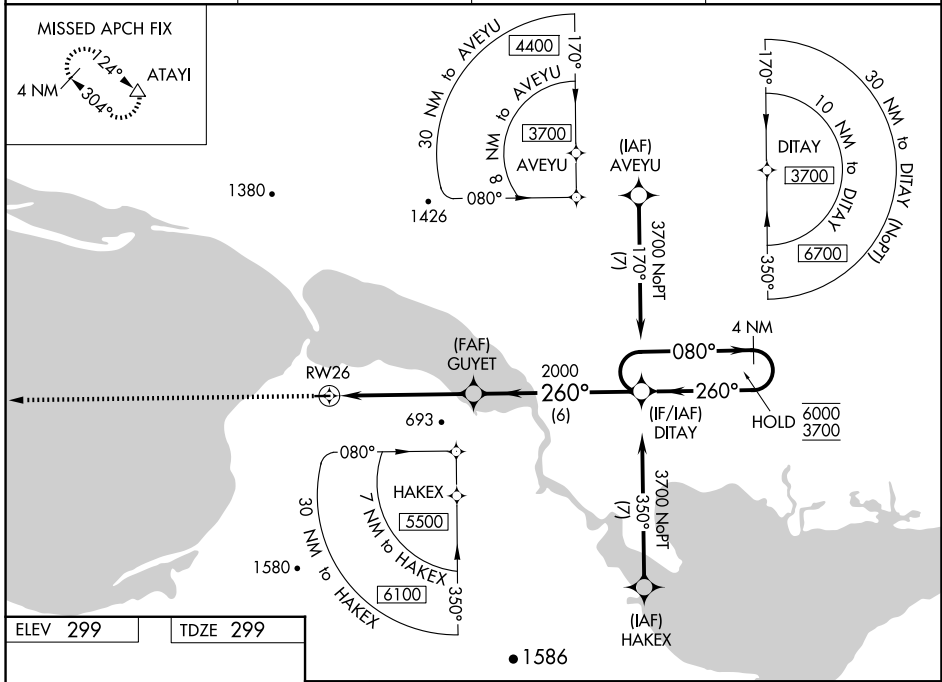 MISSED APCH FIX
124°
ATAYI
4 NM
304°
30 NM to AVEYU
4400
170°
8 NM to AVEYU
3700
AVEYU
080°
(IAF)
AVEYU
3700 NoPT
170°
(7)
170°
30 NM to DITAY (NoPT)
10 NM to DITAY
DITAY
3700
6700
350°
1380
1426
4 NM
080°
(FAF)
GUYET
RW26
2000
260°
(6)
260°
(IF/IAF)
DITAY
HOLD
6000
3700
693
080°
HAKEX
5500
7 NM to HAKEX
30 NM to HAKEX
6100
350°
3700 NoPT
350°
(7)
1580
(IAF)
HAKEX
ELEV 299
TDZE 299
1586